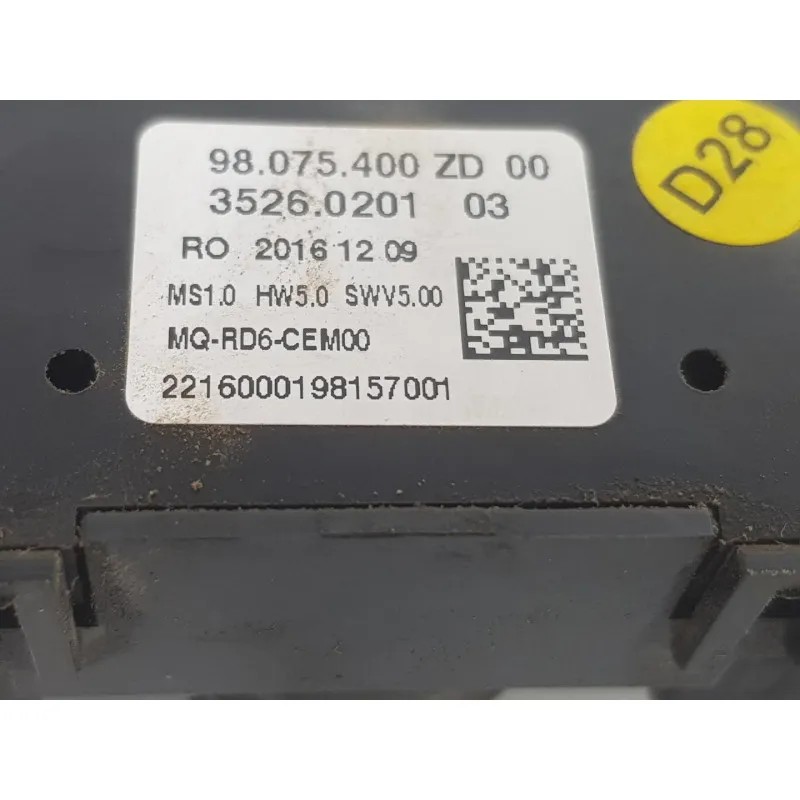 98.075.400 ZD 00
3526.0201 03
RO 2016 12 09
MS1.0 HW5.0 SWV5.00
MQ-RD6-CEM00
2216000198157001
D28